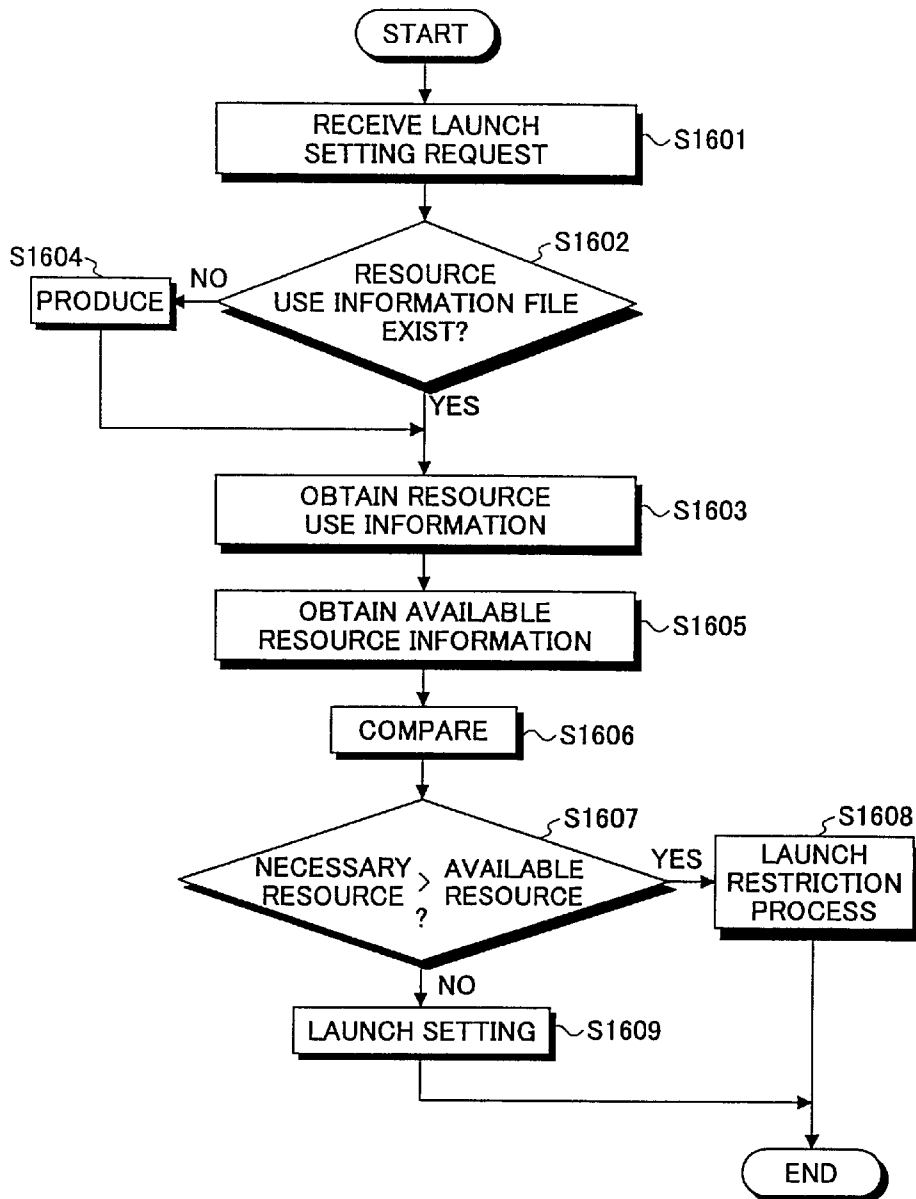 START
RECEIVE LAUNCH
SETTING REQUEST
S1601
S1602
RESOURCE
USE INFORMATION FILE
EXIST?
S1604
NO
PRODUCE
YES
OBTAIN RESOURCE
USE INFORMATION
S1603
OBTAIN AVAILABLE
RESOURCE INFORMATION
S1605
COMPARE
S1606
S1607
NECESSARY > AVAILABLE
RESOURCE RESOURCE
?
YES
S1608
LAUNCH
RESTRICTION
PROCESS
NO
LAUNCH SETTING
S1609
END